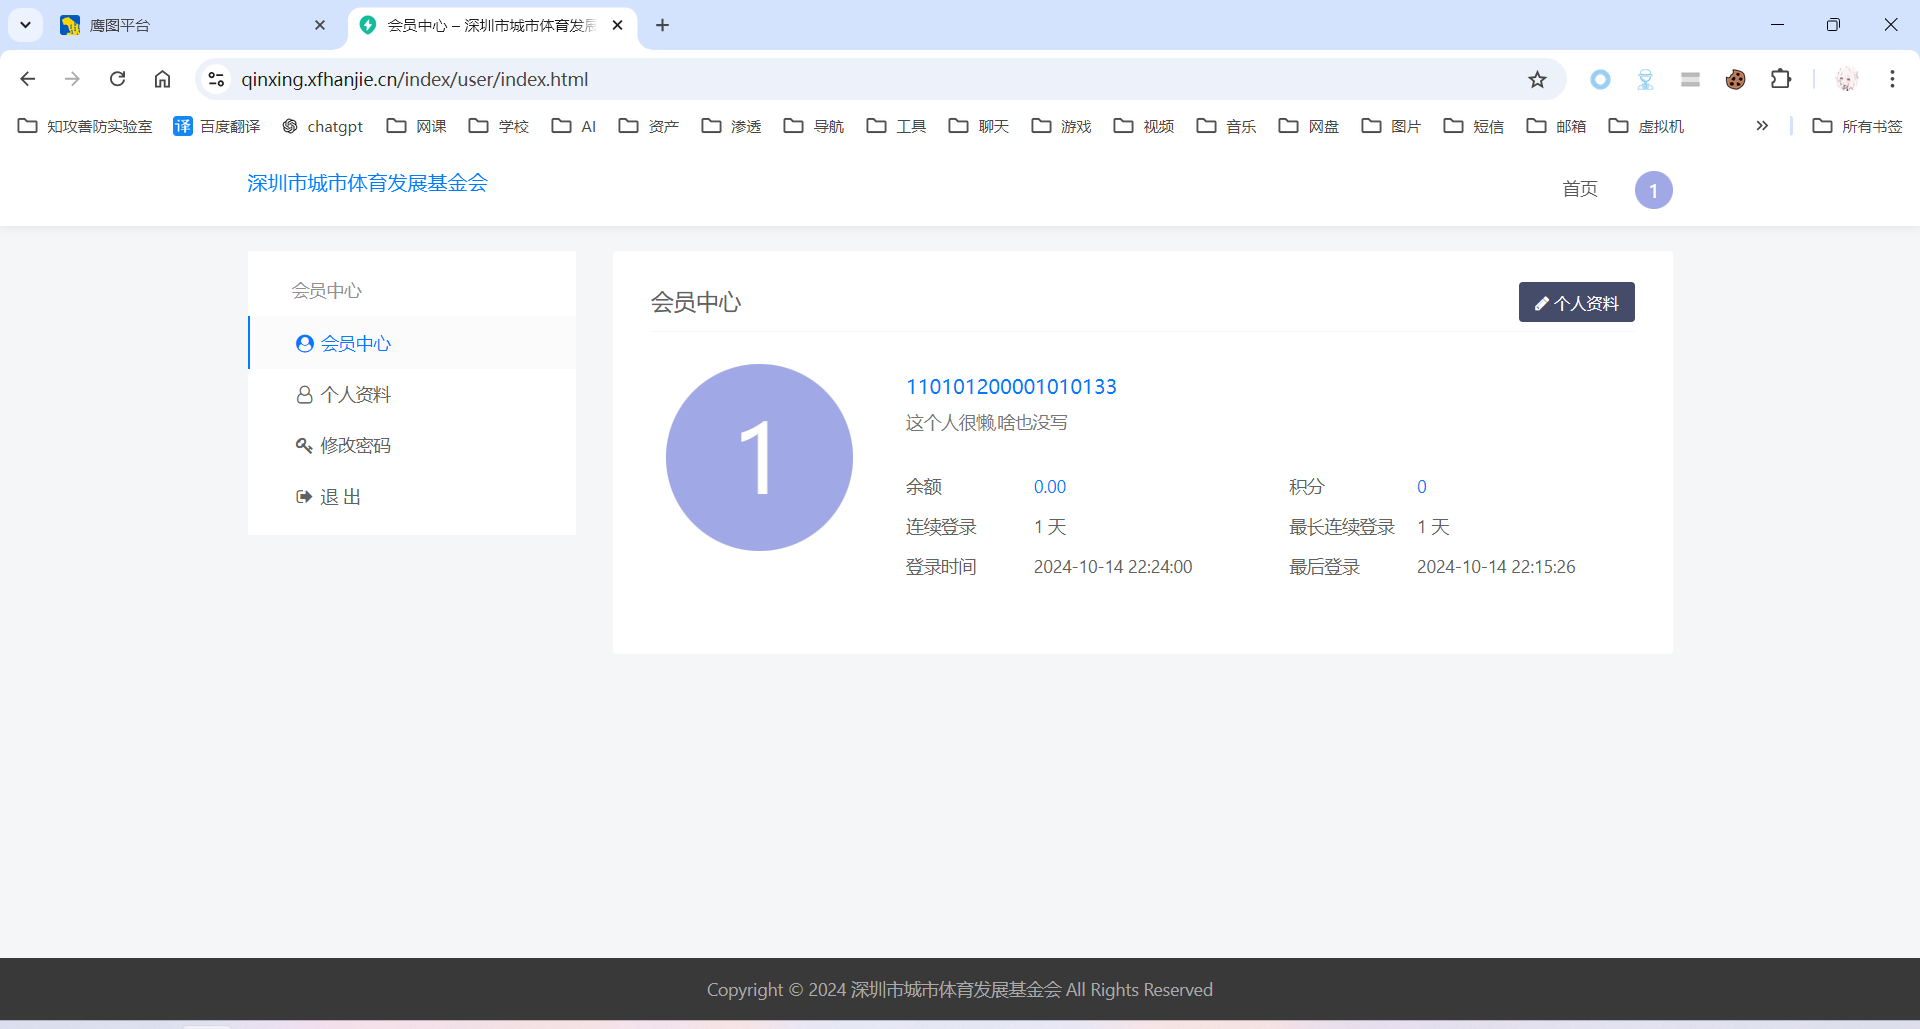 鹰图平台
会员中心 – 深圳市城市体育发展
qinxing.xfhanjie.cn/index/user/index.html
知攻善防实验室 译 百度翻译 chatgpt 网课 学校 AI 资产 渗透 导航 工具 聊天 游戏 视频 音乐 网盘 图片 短信 邮箱 虚拟机 » 所有书签
深圳市城市体育发展基金会
首页 1
会员中心
会员中心
个人资料
修改密码
退 出
会员中心
个人资料
1
110101200001010133
这个人很懒,啥也没写
余额 0.00 积分 0
连续登录 1 天 最长连续登录 1 天
登录时间 2024-10-14 22:24:00 最后登录 2024-10-14 22:15:26
Copyright © 2024 深圳市城市体育发展基金会 All Rights Reserved